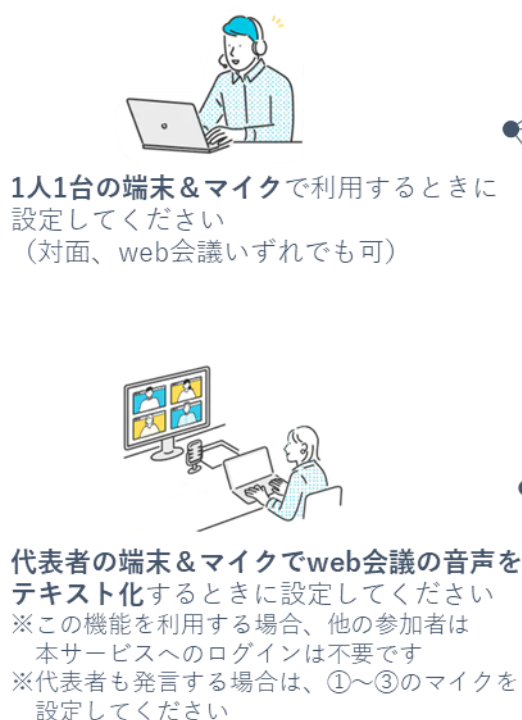 1人1台の端末＆マイクで利用するときに
設定してください
（対面、web会議いずれでも可）
代表者の端末＆マイクでweb会議の音声を
テキスト化するときに設定してください
※この機能を利用する場合、他の参加者は
本サービスへのログインは不要です
※代表者も発言する場合は、①～③のマイクを
設定してください